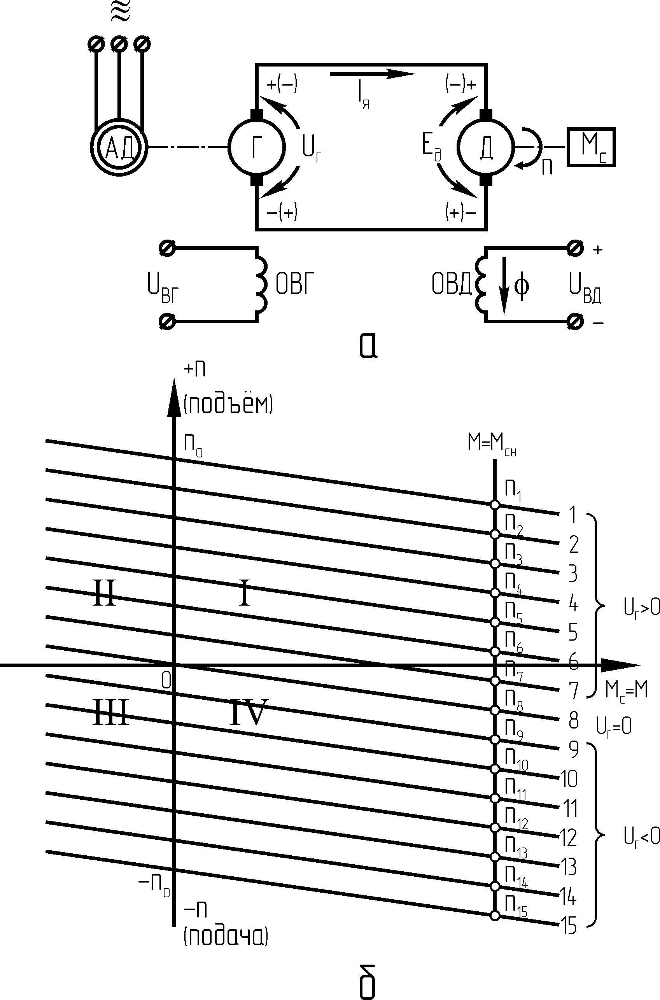 ≈
+(−)
(−)+
Iя
АД
Г
Uг
Eд
Д
n
Mс
−(+)
(+)−
+
UВГ
ОВГ
ОВД
ф
UВД
−
а
+n
(подъём)
n0
M=Mсн
n1
1
n2
2
n3
3
n4
4
n5
5
n6
6
n7
7
n8
8
n9
9
n10
10
n11
11
n12
12
n13
13
n14
14
n15
15
II
I
Uг>0
0
Mс=M
III
IV
Uг=0
Uг<0
−n0
−n
(подача)
б